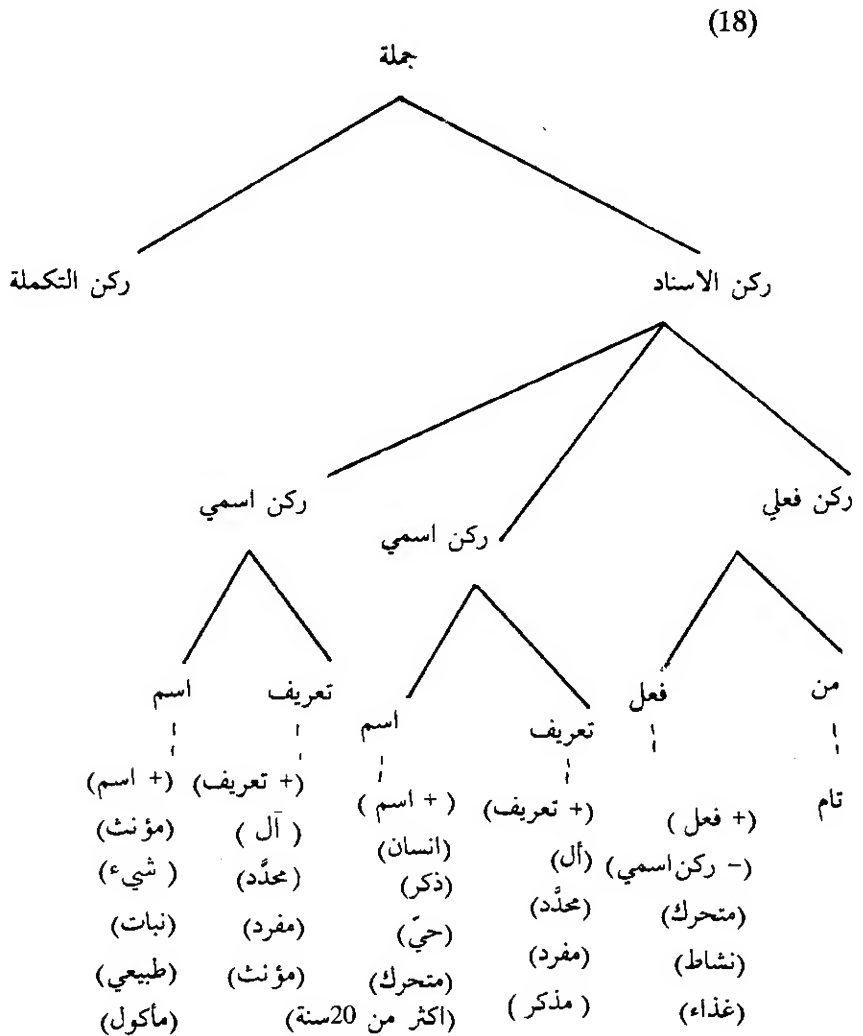 (18)
جملة
ركن الاسناد
ركن التكملة
ركن فعلي
ركن اسمي
ركن اسمي
من
فعل
تعريف
اسم
تعريف
اسم
تام
(+ فعل)
(– ركن اسمي)
(متحرك)
(نشاط)
(غذاء)
(+ تعريف)
(أل)
(محدَّد)
(مفرد)
(مذكر)
(+ اسم)
(انسان)
(ذكر)
(حيّ)
(متحرك)
(اكثر من 20سنة)
(+ تعريف)
(آل)
(محدَّد)
(مفرد)
(مؤنث)
(+ اسم)
(مؤنث)
(شيء)
(نبات)
(طبيعي)
(مأكول)